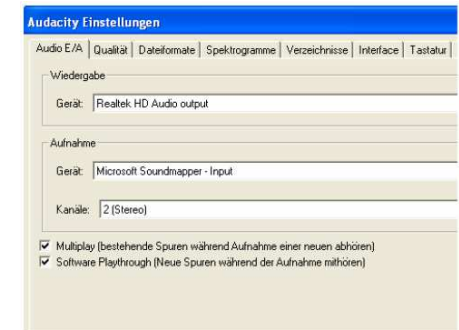 Audacity Einstellungen
Audio E/A Qualität Dateiformate Spektrogramme Verzeichnisse Interface Tastatur
Wiedergabe
Gerät: Realtek HD Audio output
Aufnahme
Gerät: Microsoft Soundmapper - Input
Kanäle: 2 (Stereo)
Multiplay (bestehende Spuren während Aufnahme einer neuen abhören)
Software Playthrough (Neue Spuren während der Aufnahme mithören)